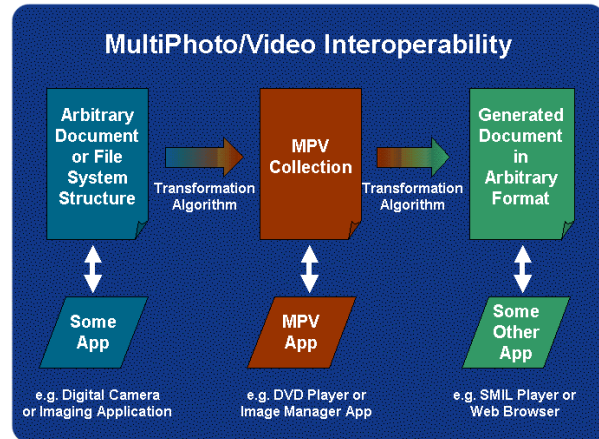 MultiPhoto/Video Interoperability
Arbitrary
Document
or File
System
Structure
Transformation
Algorithm
MPV
Collection
Transformation
Algorithm
Generated
Document
in
Arbitrary
Format
Some
App
MPV
App
Some
Other
App
e.g. Digital Camera
or Imaging Application
e.g. DVD Player or
Image Manager App
e.g. SMIL Player or
Web Browser